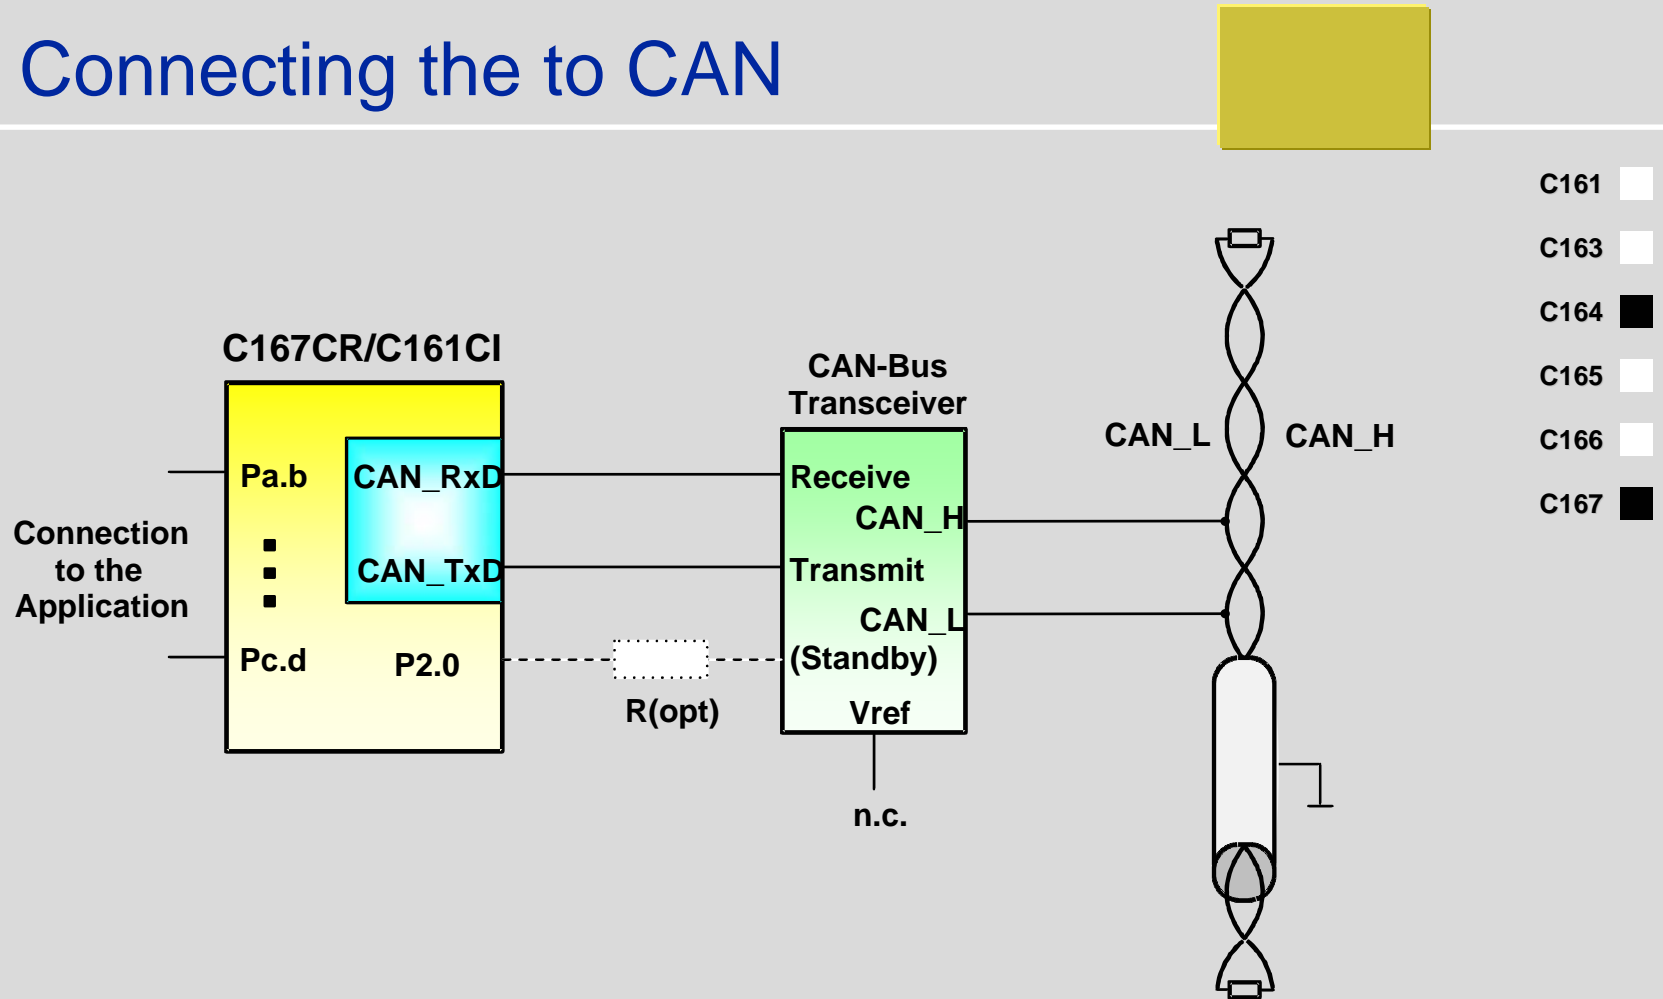 Connecting the to CAN
C161
C163
C164
C165
C166
C167
C167CR/C161CI
Pa.b
CAN_RxD
Connection
to the
Application
CAN_TxD
Pc.d
P2.0
R(opt)
CAN-Bus
Transceiver
Receive
CAN_H
Transmit
CAN_L
(Standby)
Vref
n.c.
CAN_L
CAN_H